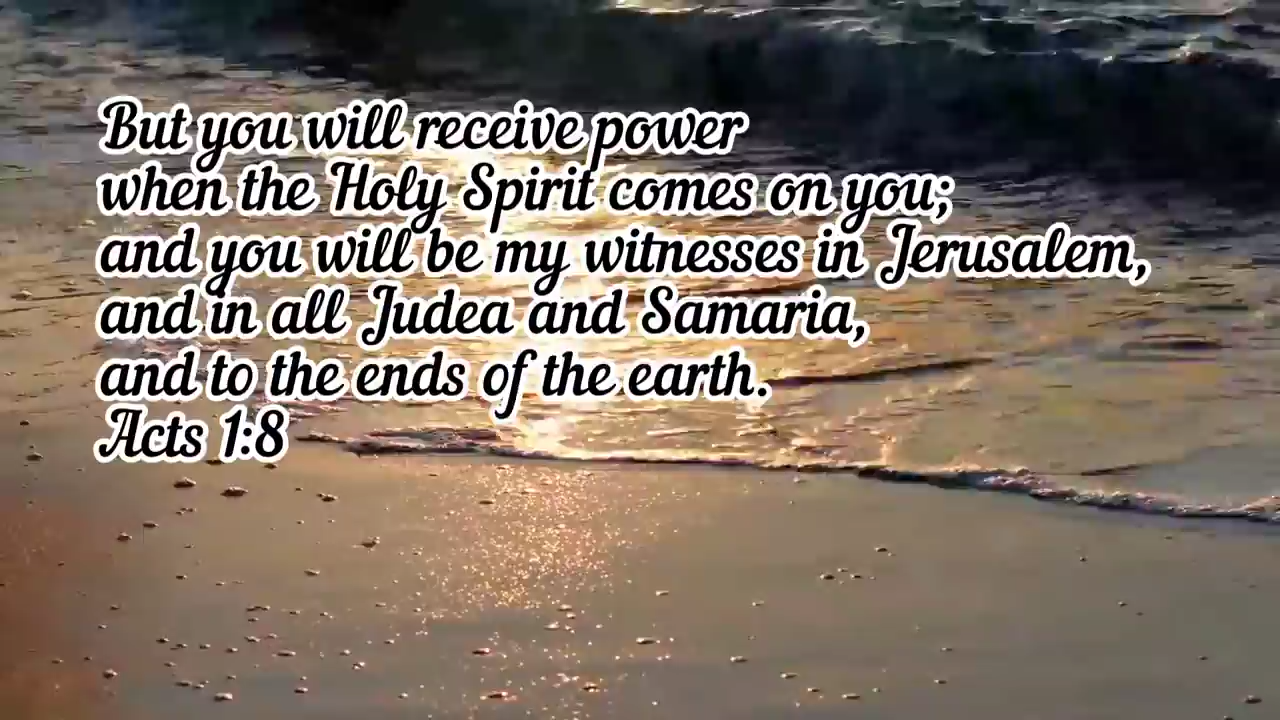 But you will receive power
when the Holy Spirit comes on you;
and you will be my witnesses in Jerusalem,
and in all Judea and Samaria,
and to the ends of the earth.
Acts 1:8